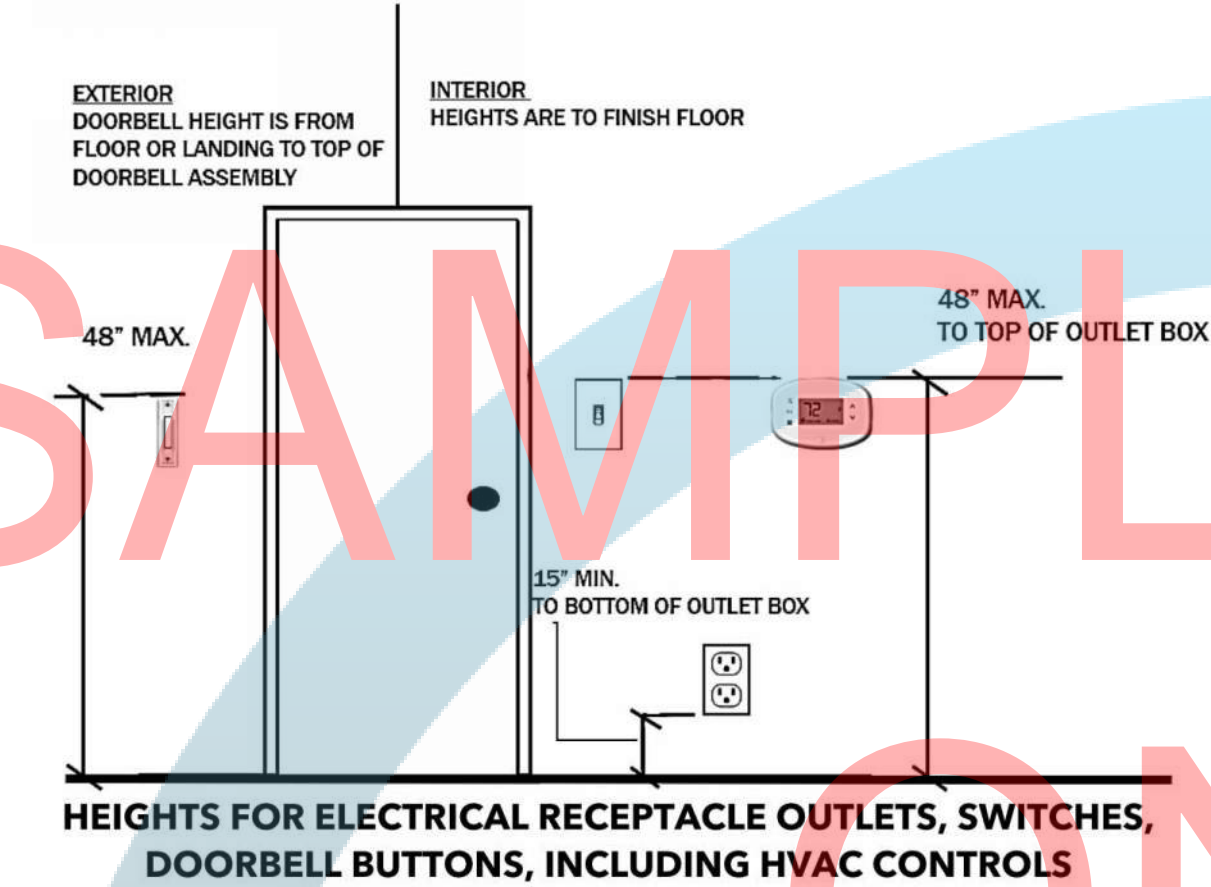 EXTERIOR
DOORBELL HEIGHT IS FROM
FLOOR OR LANDING TO TOP OF
DOORBELL ASSEMBLY
INTERIOR
HEIGHTS ARE TO FINISH FLOOR
48” MAX.
48” MAX.
TO TOP OF OUTLET BOX
72
15” MIN.
TO BOTTOM OF OUTLET BOX
SAMPL
HEIGHTS FOR ELECTRICAL RECEPTACLE OUTLETS, SWITCHES,
DOORBELL BUTTONS, INCLUDING HVAC CONTROLS